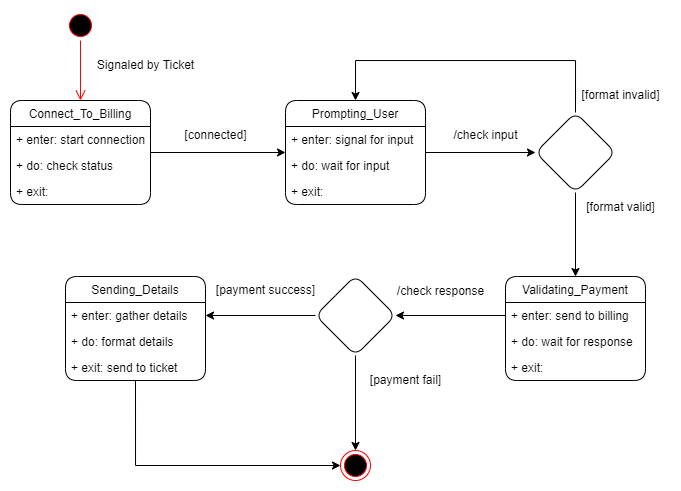 Signaled by Ticket
Connect_To_Billing
+ enter: start connection
+ do: check status
+ exit:
[connected]
Prompting_User
+ enter: signal for input
+ do: wait for input
+ exit:
/check input
[format invalid]
[format valid]
Sending_Details
+ enter: gather details
+ do: format details
+ exit: send to ticket
[payment success]
/check response
Validating_Payment
+ enter: send to billing
+ do: wait for response
+ exit:
[payment fail]